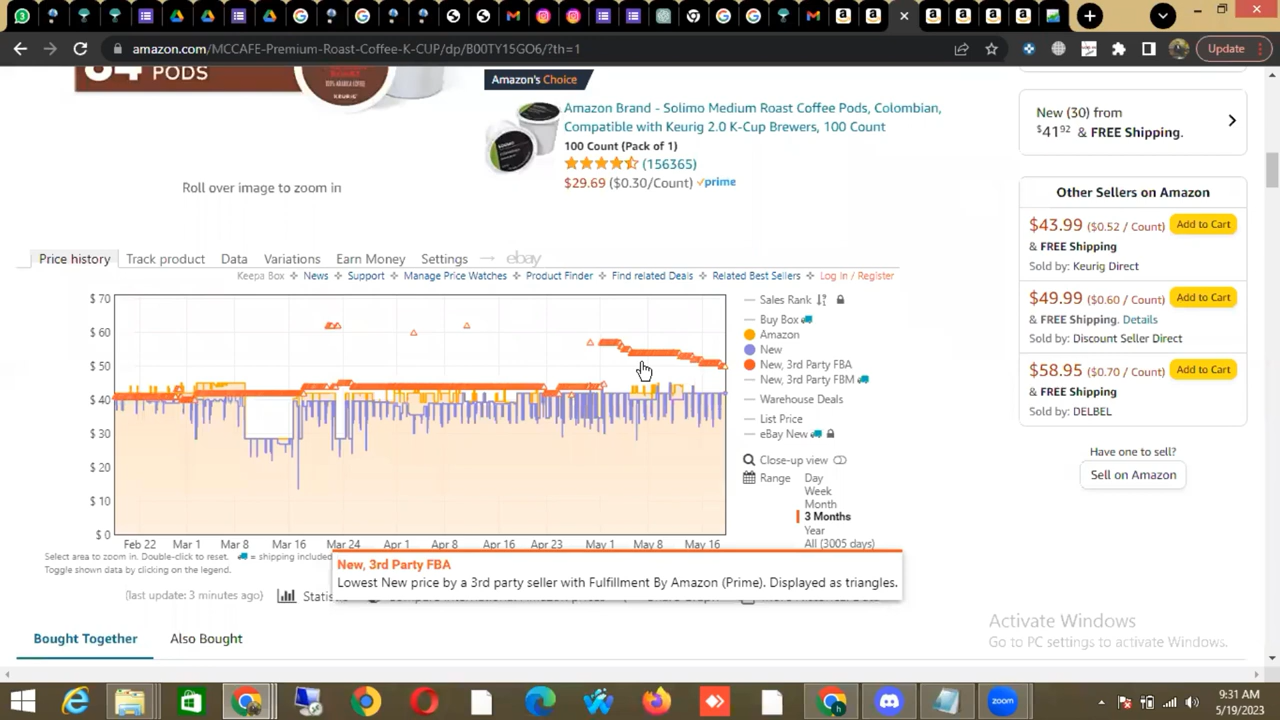 amazon.com/MCCAFE-Premium-Roast-Coffee-K-CUP/dp/B00TY15GO6/?th=1
Update
84
PODS
100% ARABICA COFFEE
KEURIG
Roll over image to zoom in
Amazon's Choice
Amazon Brand - Solimo Medium Roast Coffee Pods, Colombian,
Compatible with Keurig 2.0 K-Cup Brewers, 100 Count
100 Count (Pack of 1)
(156365)
$29.69 ($0.30/Count) prime
New (30) from
$4192 & FREE Shipping.
Other Sellers on Amazon
$43.99 ($0.52 / Count) Add to Cart
& FREE Shipping
Sold by: Keurig Direct
$49.99 ($0.60 / Count) Add to Cart
& FREE Shipping. Details
Sold by: Discount Seller Direct
$58.95 ($0.70 / Count) Add to Cart
& FREE Shipping
Sold by: DELBEL
Have one to sell?
Sell on Amazon
Price history Track product Data Variations Earn Money Settings ebay
Keepa Box News Support Manage Price Watches Product Finder Find related Deals Related Best Sellers Log In / Register
$ 70
$ 60
$ 50
$ 40
$ 30
$ 20
$ 10
$ 0
Feb 22 Mar 1 Mar 8 Mar 16 Mar 24 Apr 1 Apr 8 Apr 16 Apr 23 May 1 May 8 May 16
Sales Rank
Buy Box
Amazon
New
New, 3rd Party FBA
New, 3rd Party FBM
Warehouse Deals
List Price
eBay New
Close-up view
Range
Day
Week
Month
3 Months
Year
All (3005 days)
Select area to zoom in. Double-click to reset. = shipping included
Toggle shown data by clicking on the legend.
New, 3rd Party FBA
Lowest New price by a 3rd party seller with Fulfillment By Amazon (Prime). Displayed as triangles.
(last update: 3 minutes ago)
Bought Together Also Bought
Activate Windows
Go to PC settings to activate Windows.
zoom
9:31 AM
5/19/2023